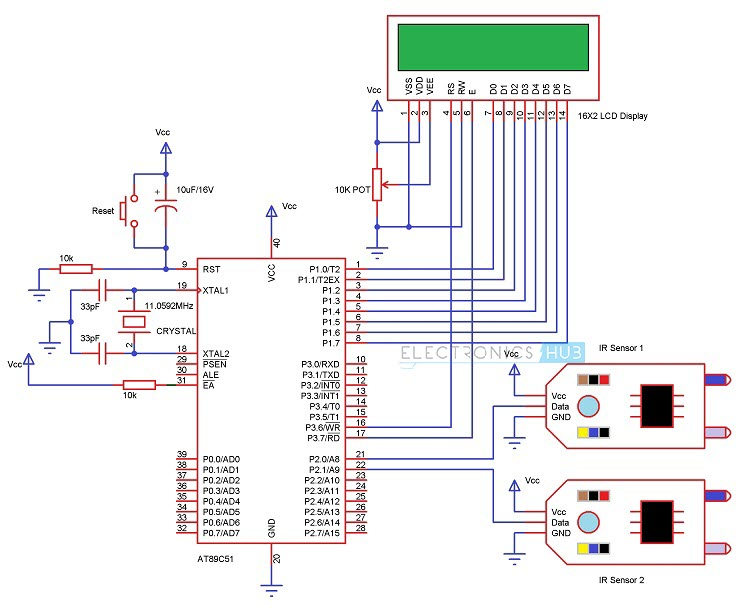 VSS VDD VEE RS RW E D0 D1 D2 D3 D4 D5 D6 D7
1 2 3 4 5 6 7 8 9 10 11 12 13 14
16X2 LCD Display
Vcc
10K POT
Vcc
+ 10uF/16V
Reset
Vcc
40
VCC
10k
9 RST
19 XTAL1
33pF
1
11.0592MHz
CRYSTAL
33pF
2
18 XTAL2
29 PSEN
30 ALE
31 EA
Vcc
10k
39 P0.0/AD0
38 P0.1/AD1
37 P0.2/AD2
36 P0.3/AD3
35 P0.4/AD4
34 P0.5/AD5
33 P0.6/AD6
32 P0.7/AD7
P1.0/T2 1
P1.1/T2EX 2
P1.2 3
P1.3 4
P1.4 5
P1.5 6
P1.6 7
P1.7 8
P3.0/RXD 10
P3.1/TXD 11
P3.2/INT0 12
P3.3/INT1 13
P3.4/T0 14
P3.5/T1 15
P3.6/WR 16
P3.7/RD 17
P2.0/A8 21
P2.1/A9 22
P2.2/A10 23
P2.3/A11 24
P2.4/A12 25
P2.5/A13 26
P2.6/A14 27
P2.7/A15 28
GND
20
AT89C51
ELECTRONICS HUB
IR Sensor 1
Vcc
Vcc
Data
GND
Vcc
Vcc
Data
GND
IR Sensor 2